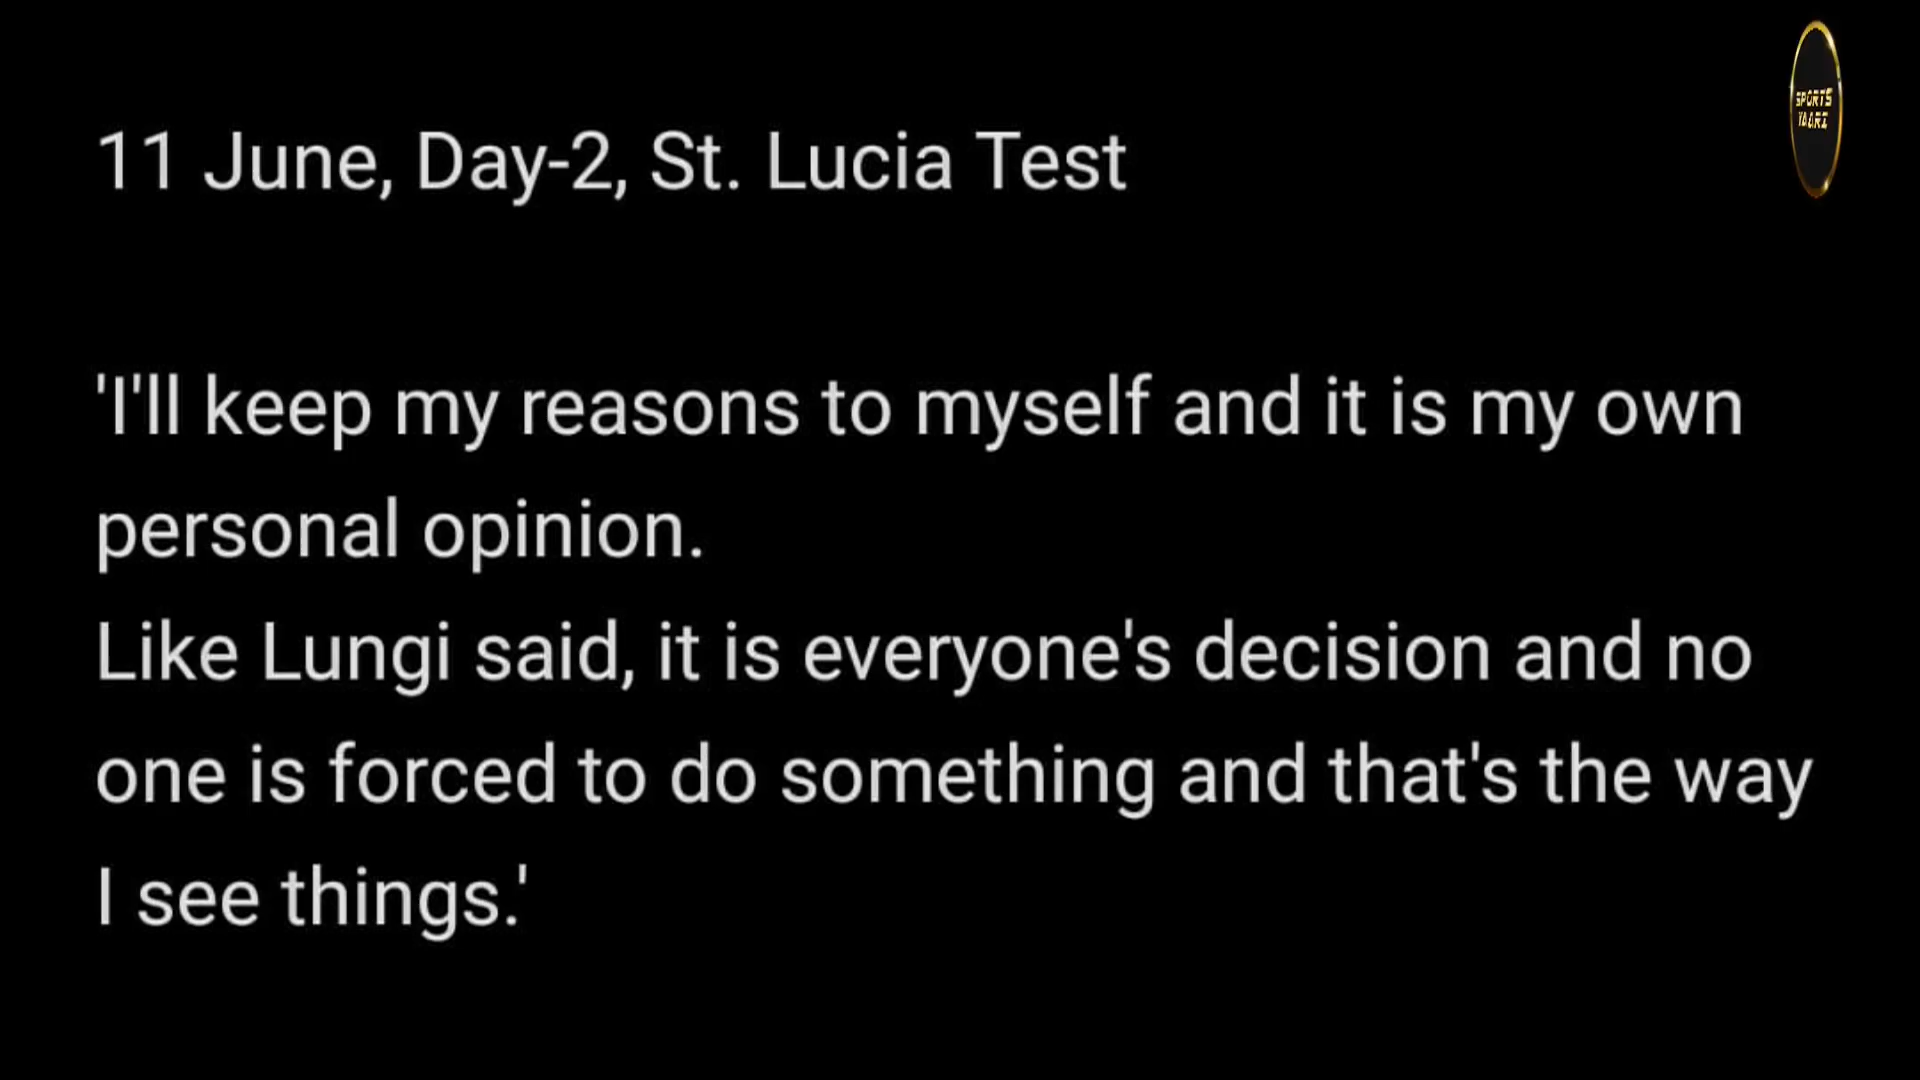 SPORTS
YAARI
11 June, Day-2, St. Lucia Test
'I'll keep my reasons to myself and it is my own
personal opinion.
Like Lungi said, it is everyone's decision and no
one is forced to do something and that's the way
I see things.'